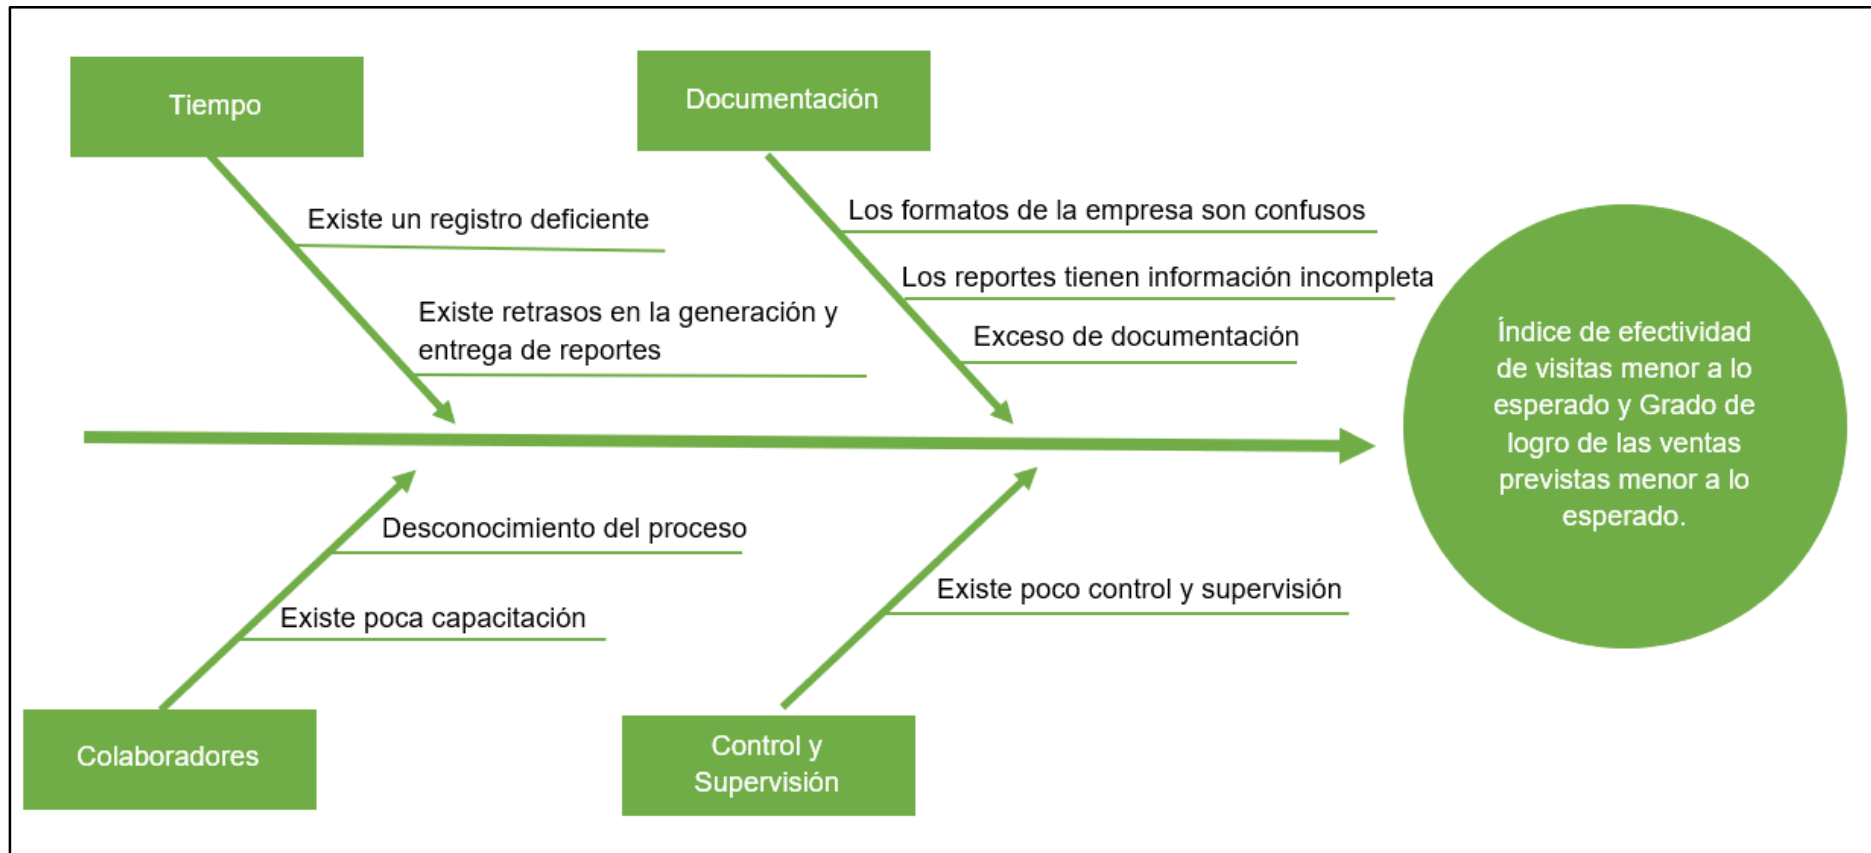 Tiempo
Documentación
Existe un registro deficiente
Existe retrasos en la generación y
entrega de reportes
Los formatos de la empresa son confusos
Los reportes tienen información incompleta
Exceso de documentación
Índice de efectividad
de visitas menor a lo
esperado y Grado de
logro de las ventas
previstas menor a lo
esperado.
Desconocimiento del proceso
Existe poca capacitación
Existe poco control y supervisión
Colaboradores
Control y
Supervisión